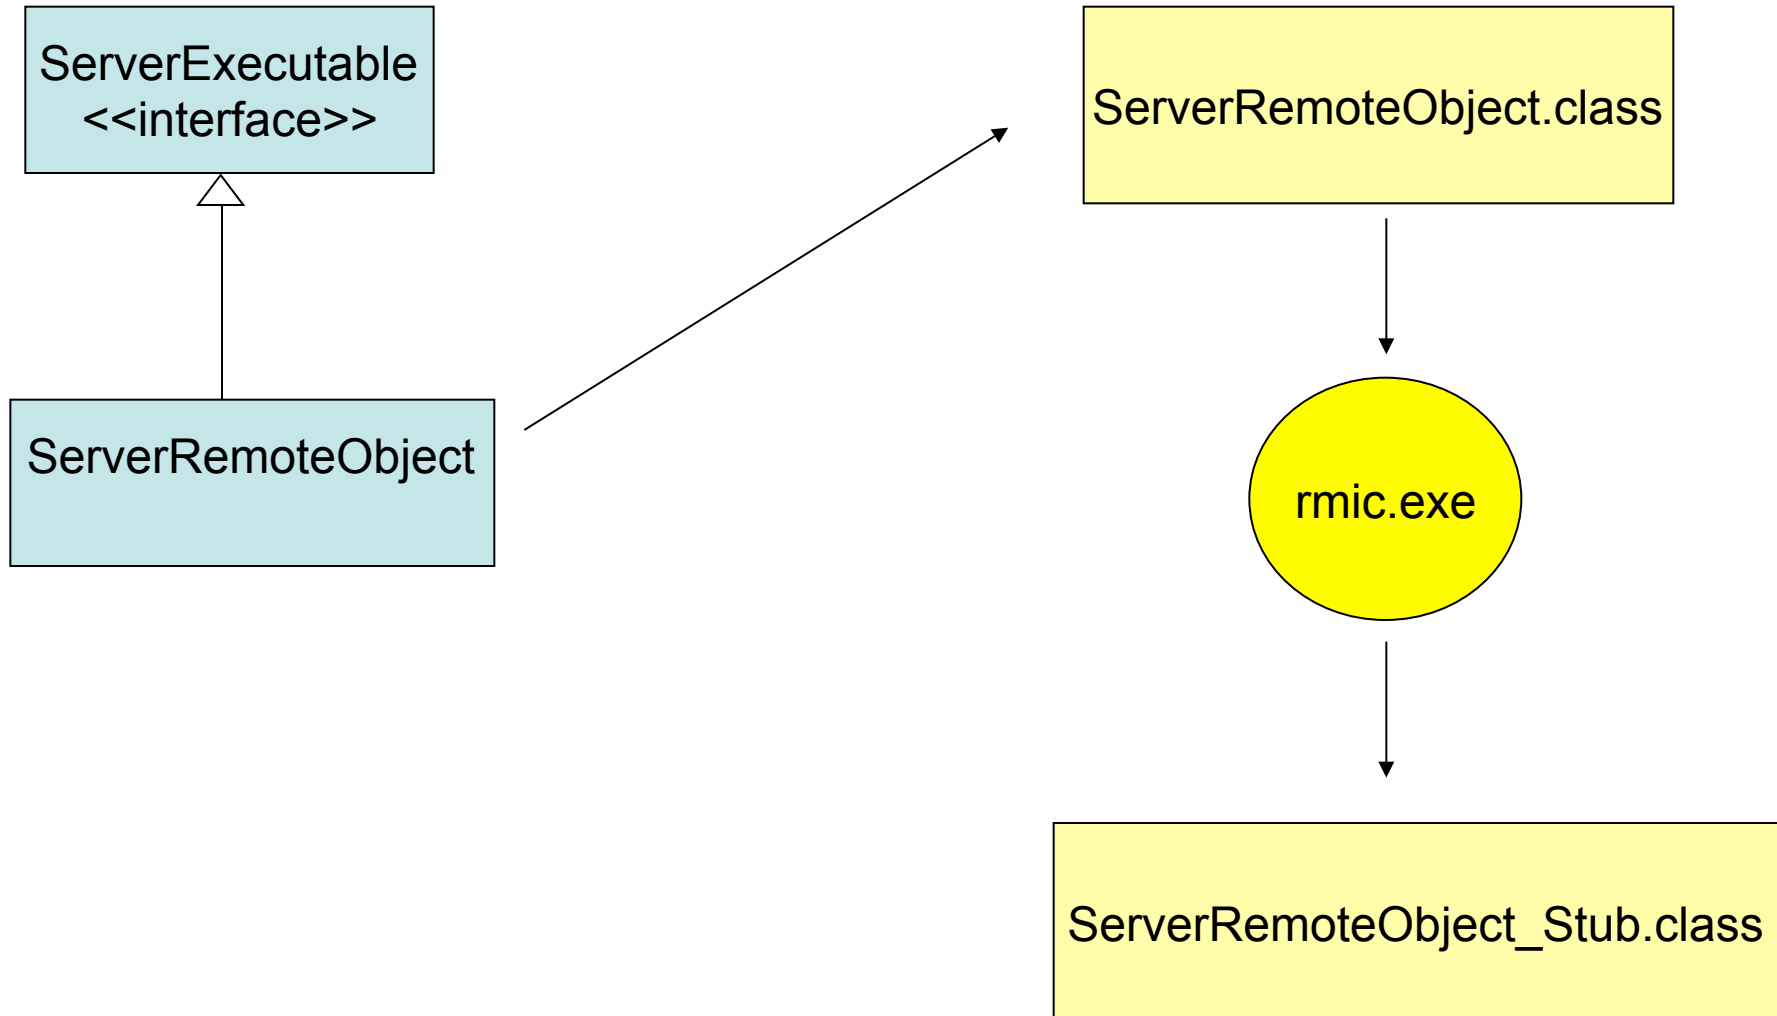 ServerExecutable
<<interface>>
ServerRemoteObject
ServerRemoteObject.class
rmic.exe
ServerRemoteObject_Stub.class